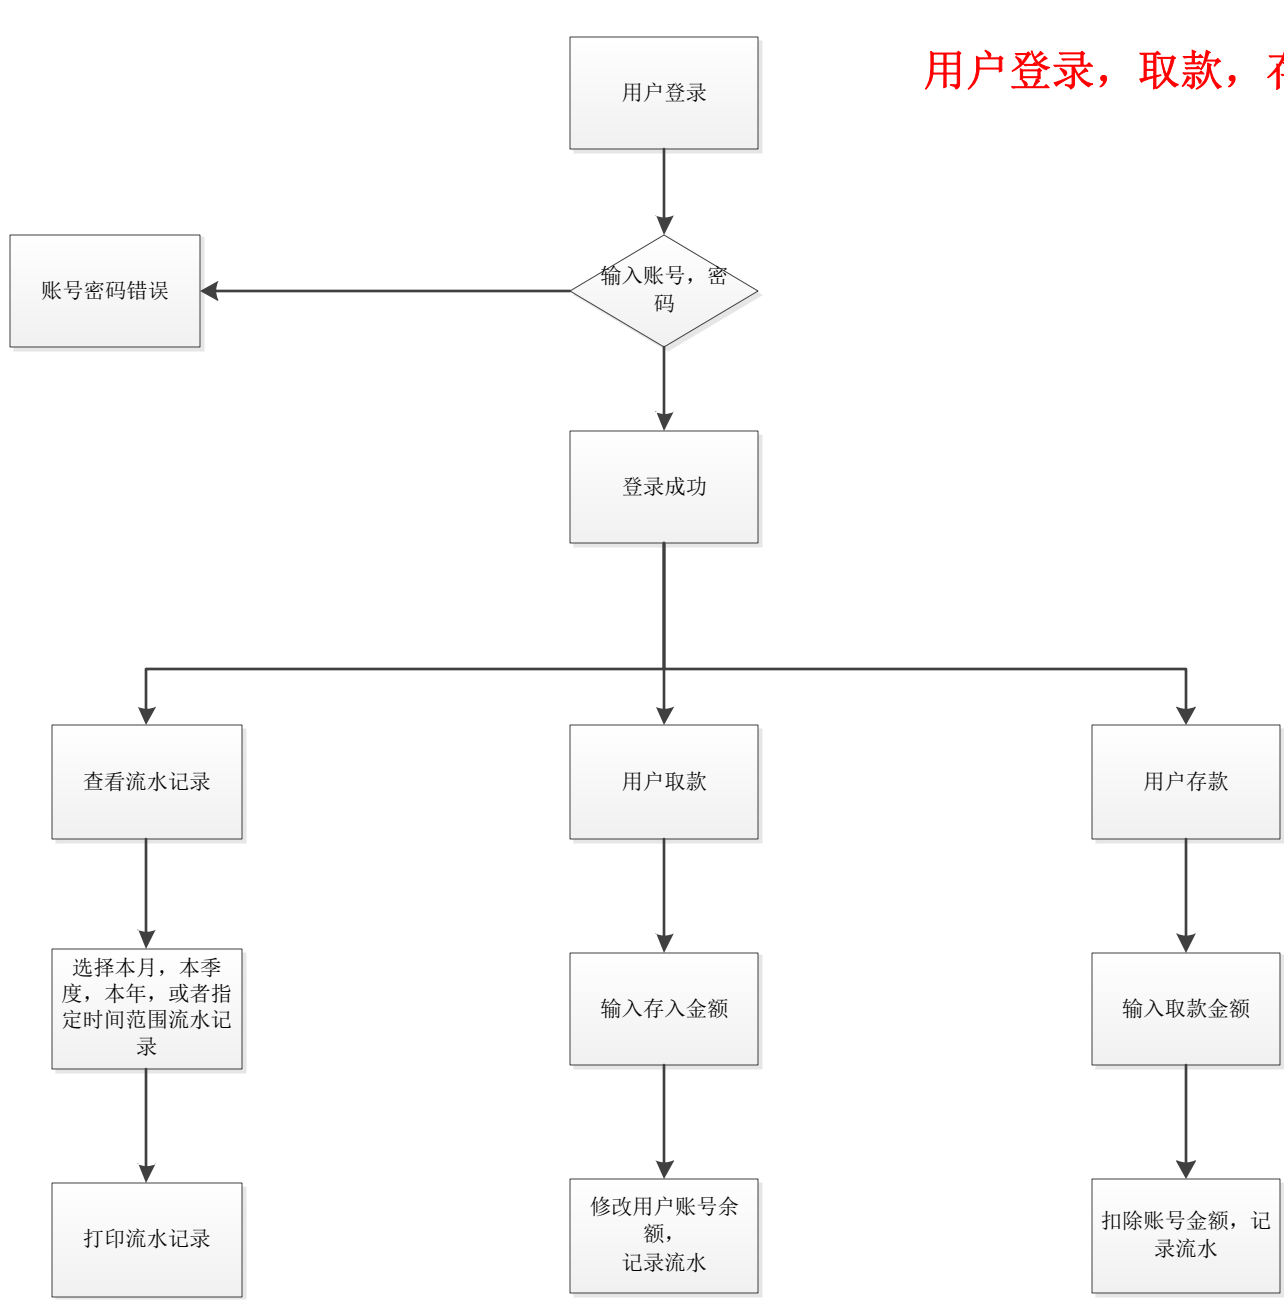 用户登录，取款，存
用户登录
输入账号，密
码
账号密码错误
登录成功
查看流水记录
用户取款
用户存款
选择本月，本季
度，本年，或者指
定时间范围流水记
录
输入存入金额
输入取款金额
打印流水记录
修改用户账号余
额，
记录流水
扣除账号金额，记
录流水